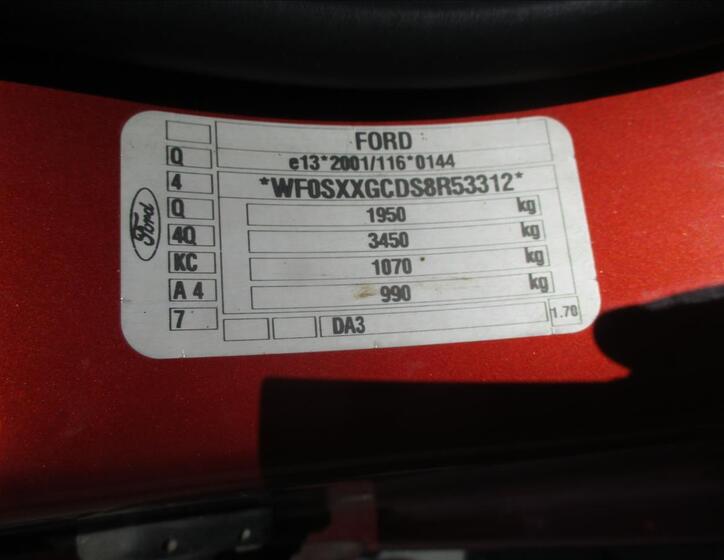 FORD
Q
e13*2001/116*0144
4
*WF0SXXGCDS8R53312*
Q
1950 kg
4Q
3450 kg
KC
1070 kg
A 4
990 kg
7
DA3
1.70
Ford